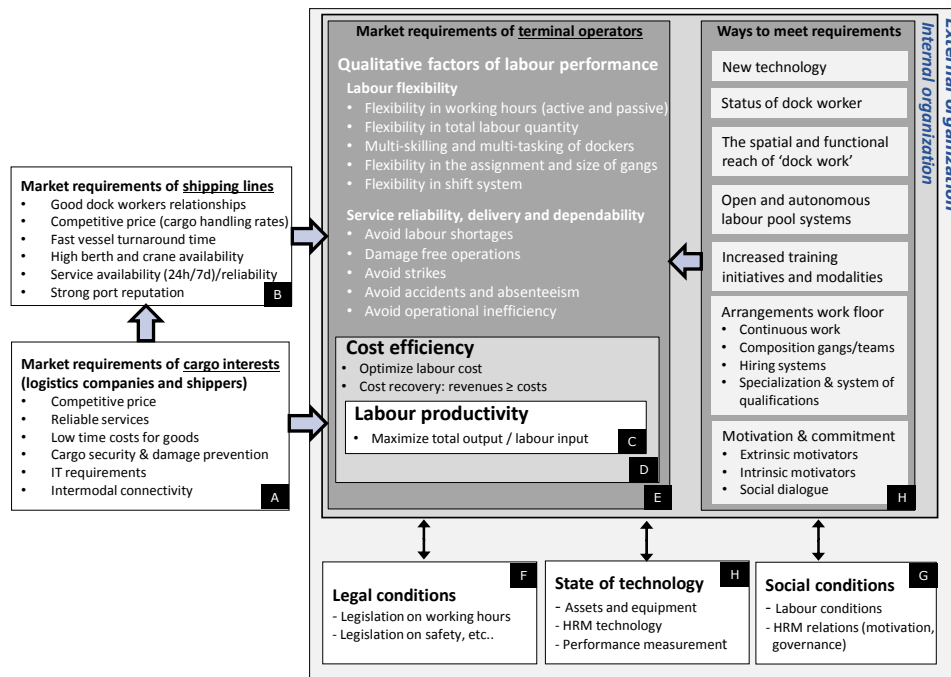 Market requirements of terminal operators
Qualitative factors of labour performance
Labour flexibility
• Flexibility in working hours (active and passive)
• Flexibility in total labour quantity
• Multi-skilling and multi-tasking of dockers
• Flexibility in the assignment and size of gangs
• Flexibility in shift system
Service reliability, delivery and dependability
• Avoid labour shortages
• Damage free operations
• Avoid strikes
• Avoid accidents and absenteeism
• Avoid operational inefficiency
Cost efficiency
• Optimize labour cost
• Cost recovery: revenues ≥ costs
Labour productivity
• Maximize total output / labour input
C
D
E
Ways to meet requirements
New technology
Status of dock worker
The spatial and functional
reach of ‘dock work’
Open and autonomous
labour pool systems
Increased training
initiatives and modalities
Arrangements work floor
• Continuous work
• Composition gangs/teams
• Hiring systems
• Specialization & system of
qualifications
Motivation & commitment
• Extrinsic motivators
• Intrinsic motivators
• Social dialogue
H
Internal organization
External organization
Market requirements of shipping lines
• Good dock workers relationships
• Competitive price (cargo handling rates)
• Fast vessel turnaround time
• High berth and crane availability
• Service availability (24h/7d)/reliability
• Strong port reputation
B
Market requirements of cargo interests
(logistics companies and shippers)
• Competitive price
• Reliable services
• Low time costs for goods
• Cargo security & damage prevention
• IT requirements
• Intermodal connectivity
A
F
Legal conditions
- Legislation on working hours
- Legislation on safety, etc..
H
State of technology
- Assets and equipment
- HRM technology
- Performance measurement
G
Social conditions
- Labour conditions
- HRM relations (motivation,
governance)